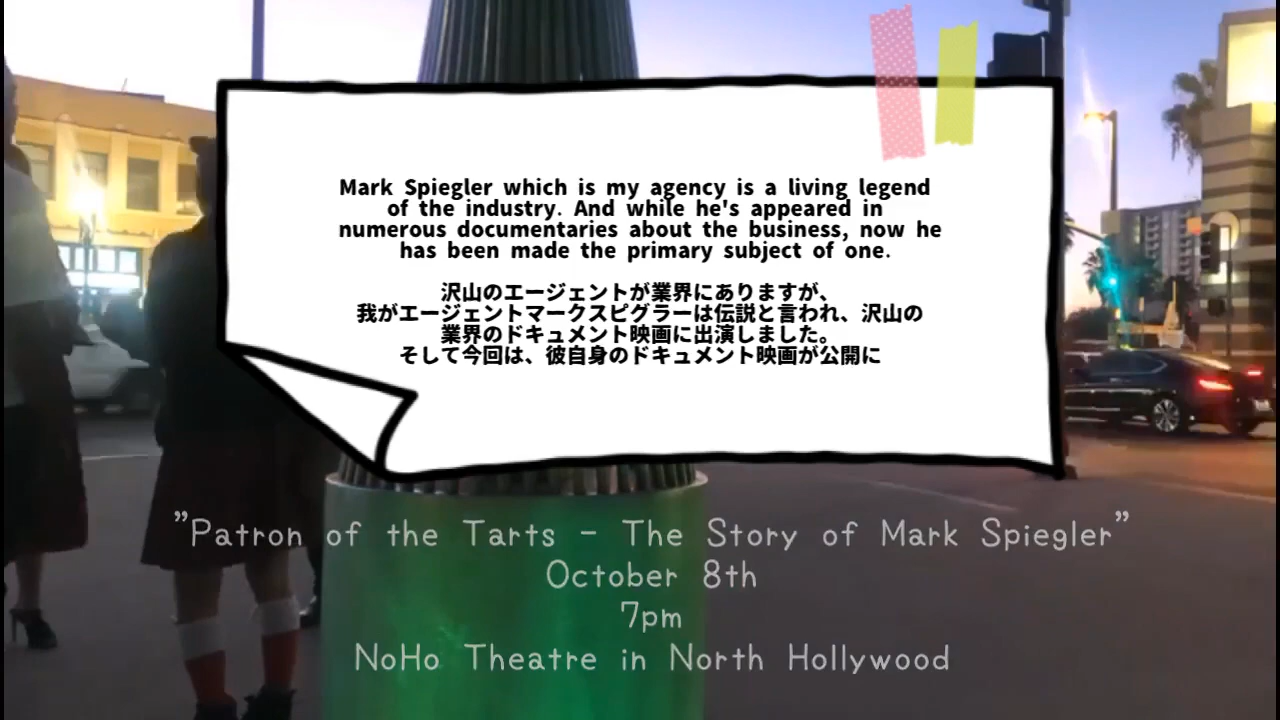 Mark Spiegler which is my agency is a living legend
of the industry. And while he's appeared in
numerous documentaries about the business, now he
has been made the primary subject of one.
沢山のエージェントが業界にありますが、
我がエージェントマークスピグラーは伝説と言われ、沢山の
業界のドキュメント映画に出演しました。
そして今回は、彼自身のドキュメント映画が公開に
"Patron of the Tarts - The Story of Mark Spiegler"
October 8th
7pm
NoHo Theatre in North Hollywood